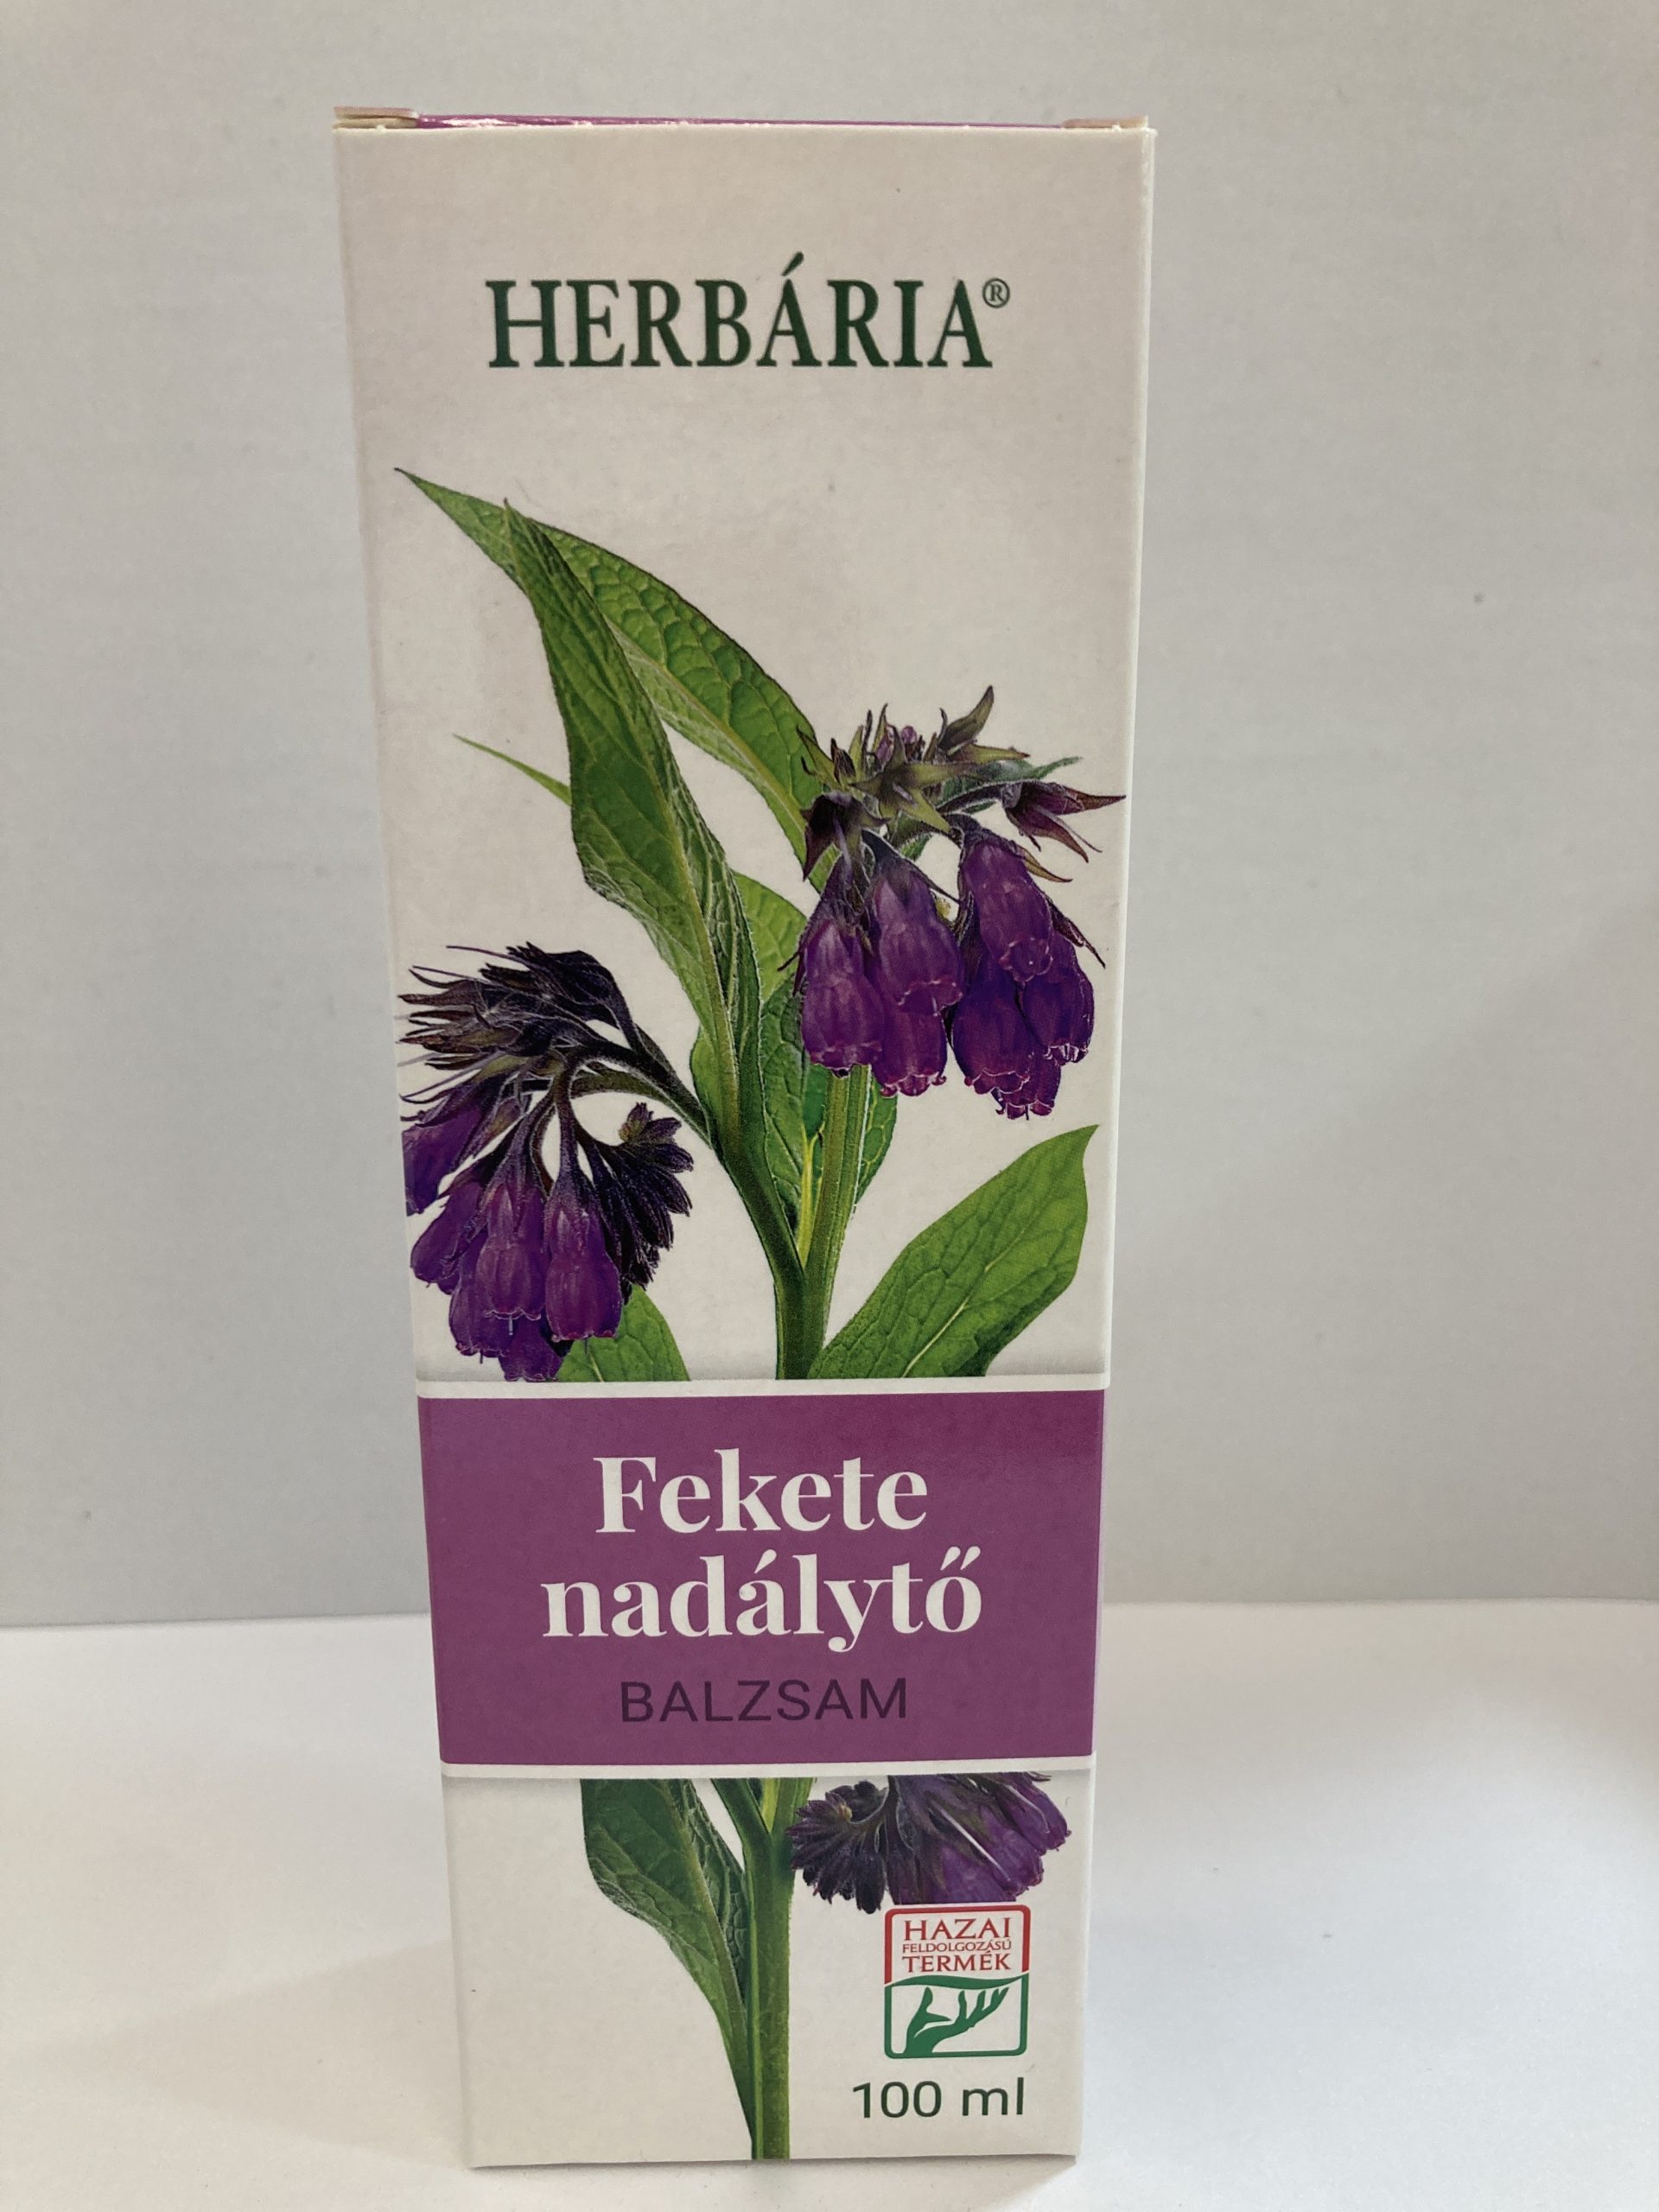 HERBÁRIA®
Fekete
nadálytő
BALZSAM
HAZAI
FELDOLGOZÁSÚ
TERMÉK
100 ml